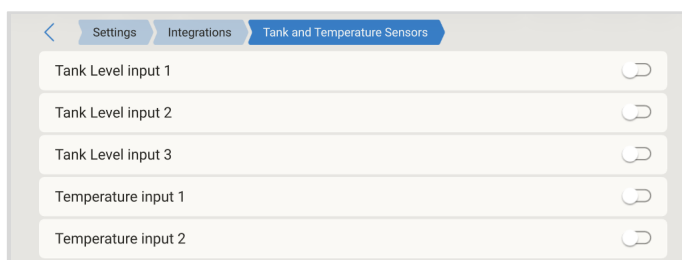 Settings Integrations Tank and Temperature Sensors
Tank Level input 1
Tank Level input 2
Tank Level input 3
Temperature input 1
Temperature input 2